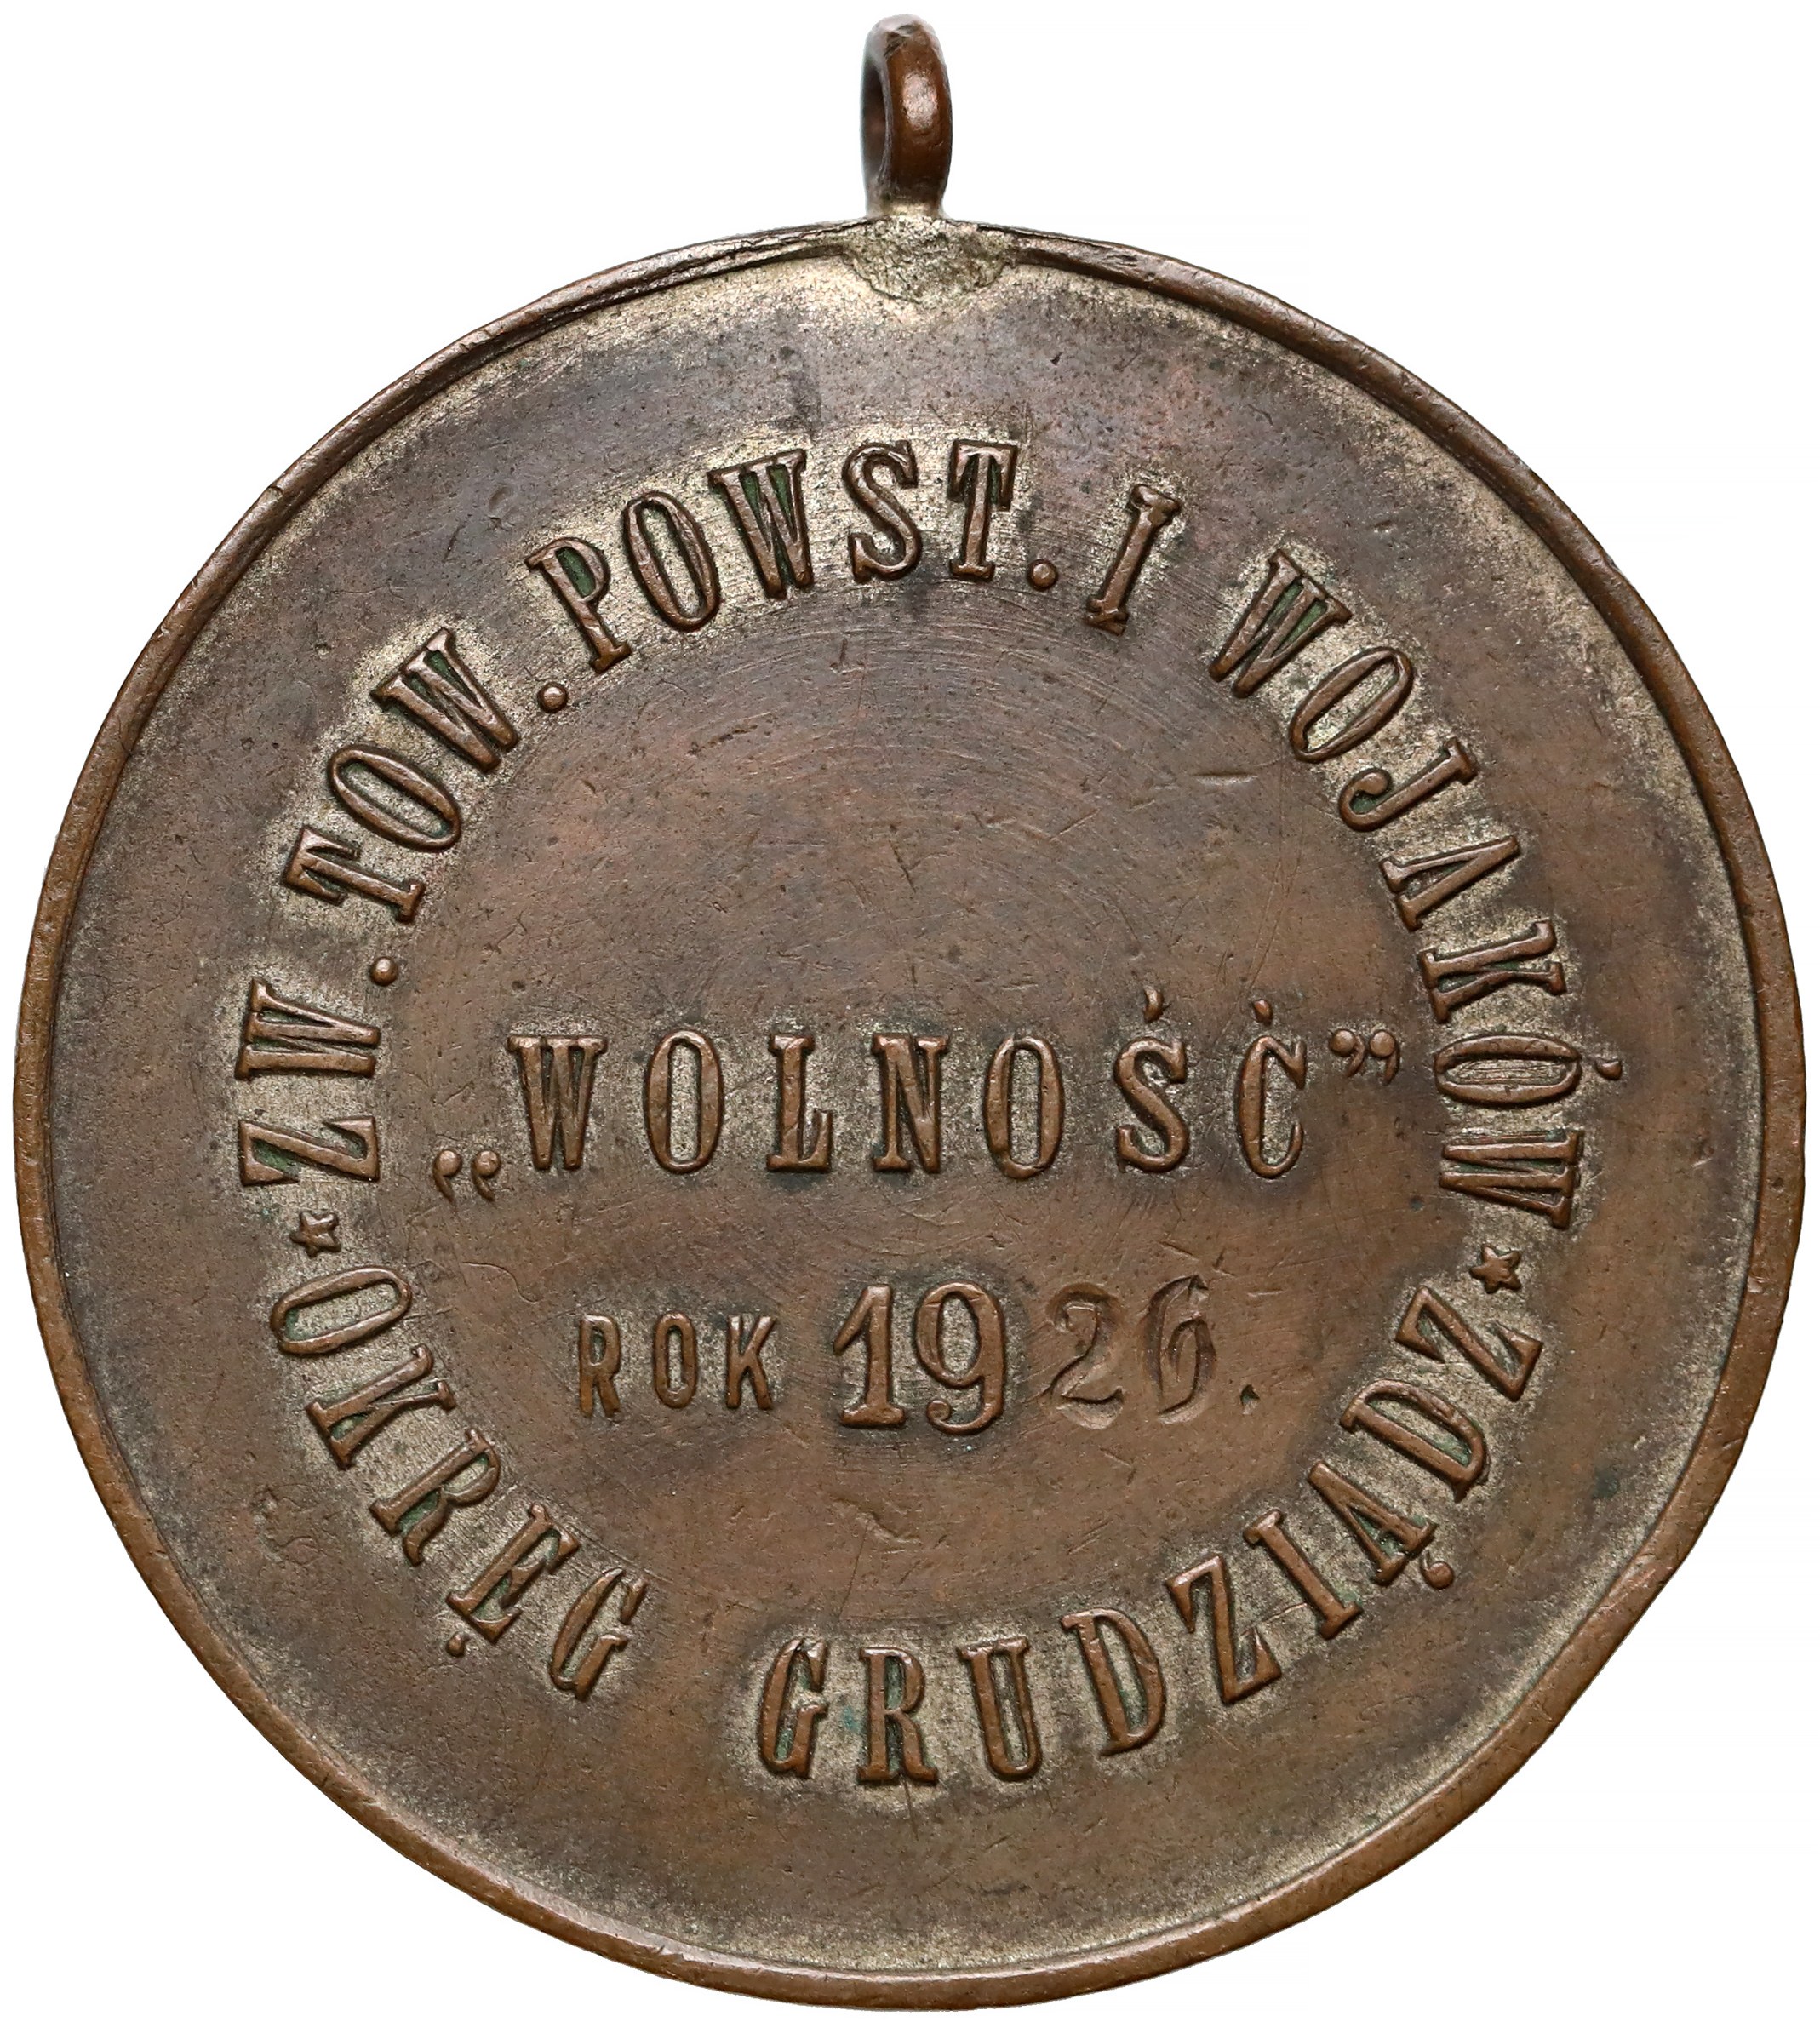 ZW.TOW.POWST. I WOJAKÓW
„WOLNOŚĆ”
ROK 1926.
★ OKRĘG GRUDZIĄDZ ★